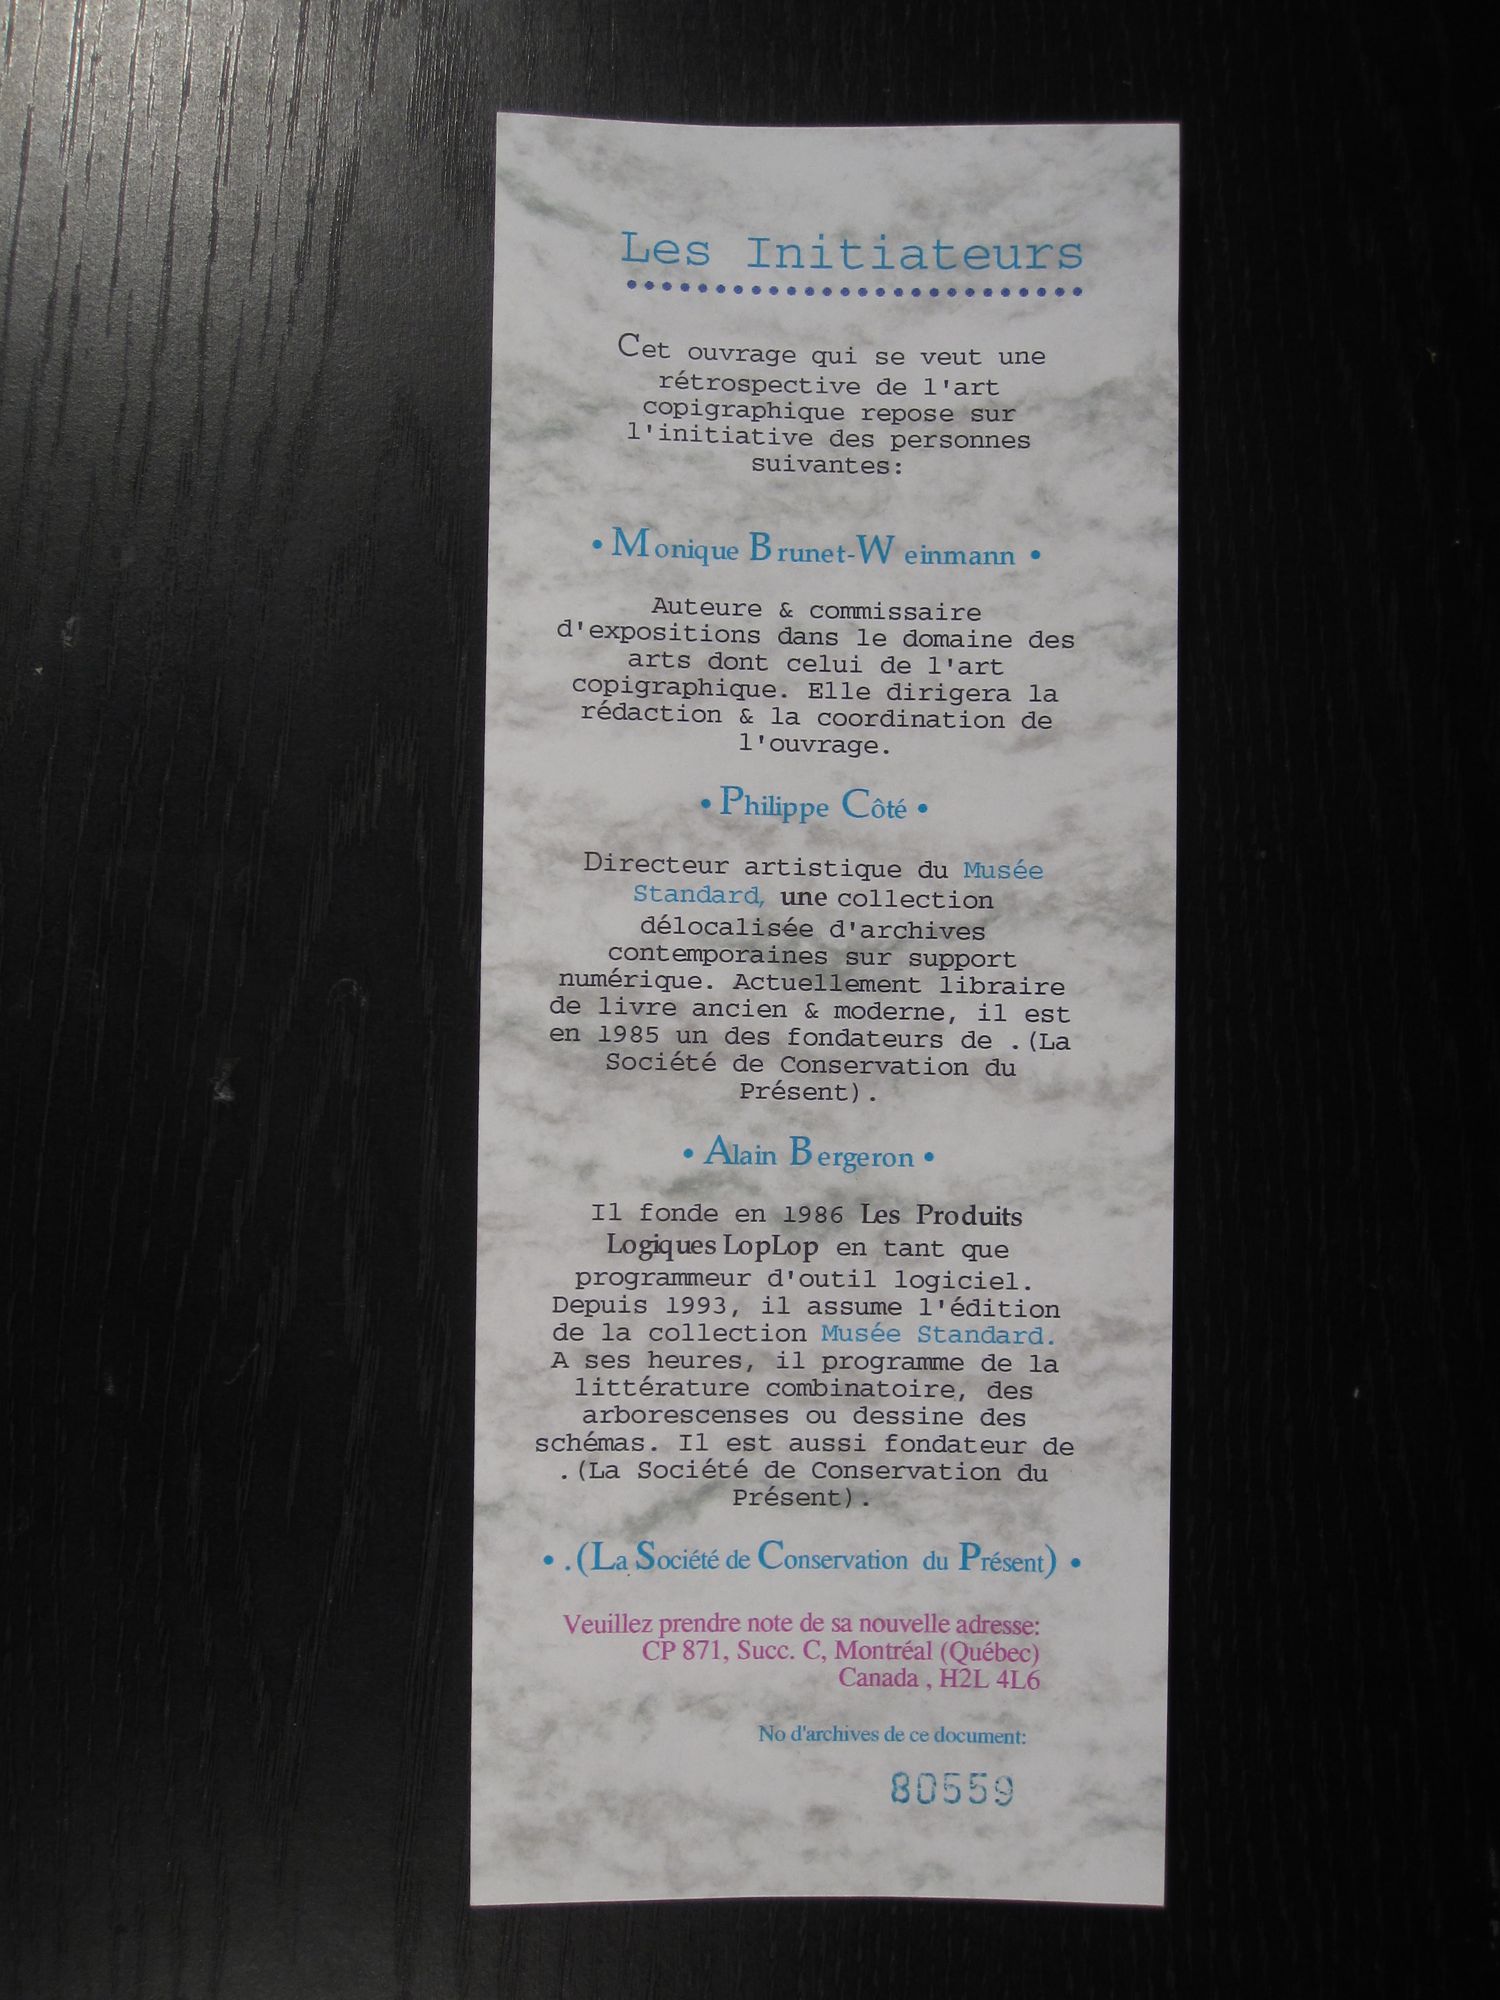 Les Initiateurs
Cet ouvrage qui se veut une
rétrospective de l'art
copigraphique repose sur
l'initiative des personnes
suivantes:
• Monique Brunet-Weinmann •
Auteure & commissaire
d'expositions dans le domaine des
arts dont celui de l'art
copigraphique. Elle dirigera la
rédaction & la coordination de
l'ouvrage.
• Philippe Côté •
Directeur artistique du Musée
Standard, une collection
délocalisée d'archives
contemporaines sur support
numérique. Actuellement libraire
de livre ancien & moderne, il est
en 1985 un des fondateurs de .(La
Société de Conservation du
Présent).
• Alain Bergeron •
Il fonde en 1986 Les Produits
Logiques LopLop en tant que
programmeur d'outil logiciel.
Depuis 1993, il assume l'édition
de la collection Musée Standard.
A ses heures, il programme de la
littérature combinatoire, des
arborescenses ou dessine des
schémas. Il est aussi fondateur de
.(La Société de Conservation du
Présent).
• .(La Société de Conservation du Présent) •
Veuillez prendre note de sa nouvelle adresse:
CP 871, Succ. C, Montréal (Québec)
Canada , H2L 4L6
No d'archives de ce document:
80559